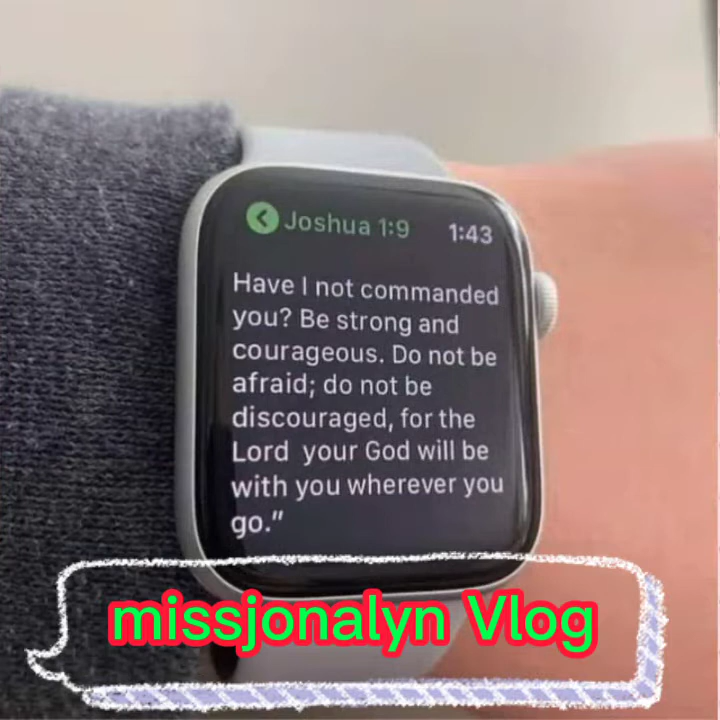 Joshua 1:9 1:43
Have I not commanded
you? Be strong and
courageous. Do not be
afraid; do not be
discouraged, for the
Lord  your God will be
with you wherever you
go.”
missjonalyn Vlog